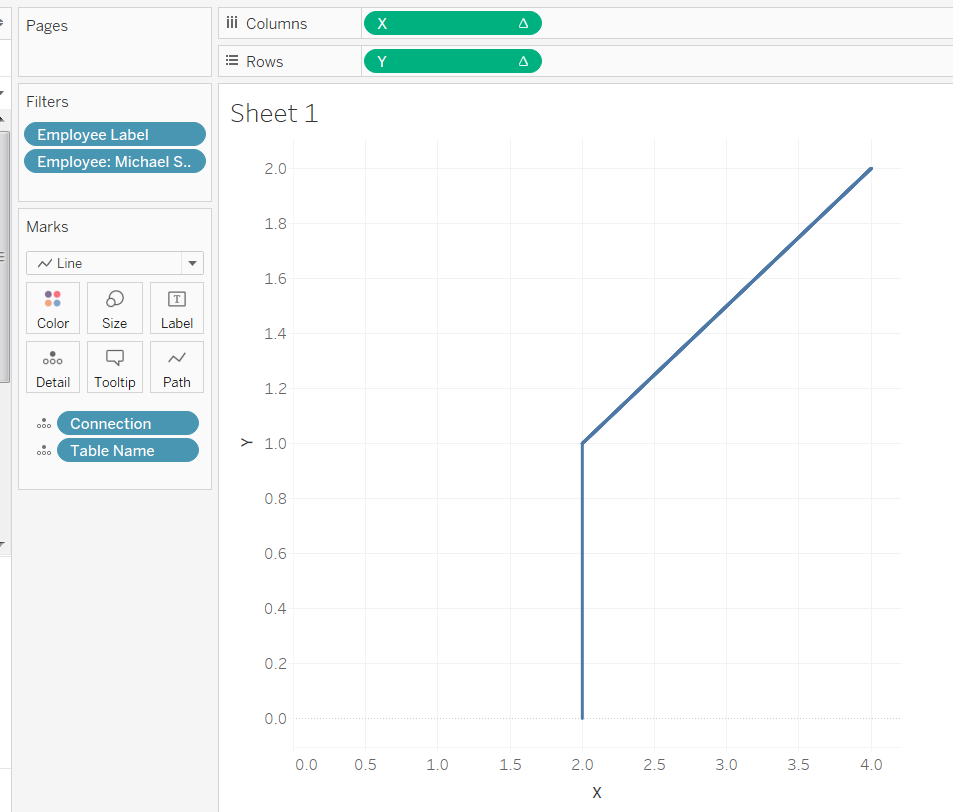 Pages
Columns
X
Rows
Y
Filters
Employee Label
Employee: Michael S..
Marks
Line
Color
Size
Label
Detail
Tooltip
Path
Connection
Table Name
Sheet 1
2.0
1.8
1.6
1.4
1.2
1.0
0.8
0.6
0.4
0.2
0.0
Y
0.0 0.5 1.0 1.5 2.0 2.5 3.0 3.5 4.0
X